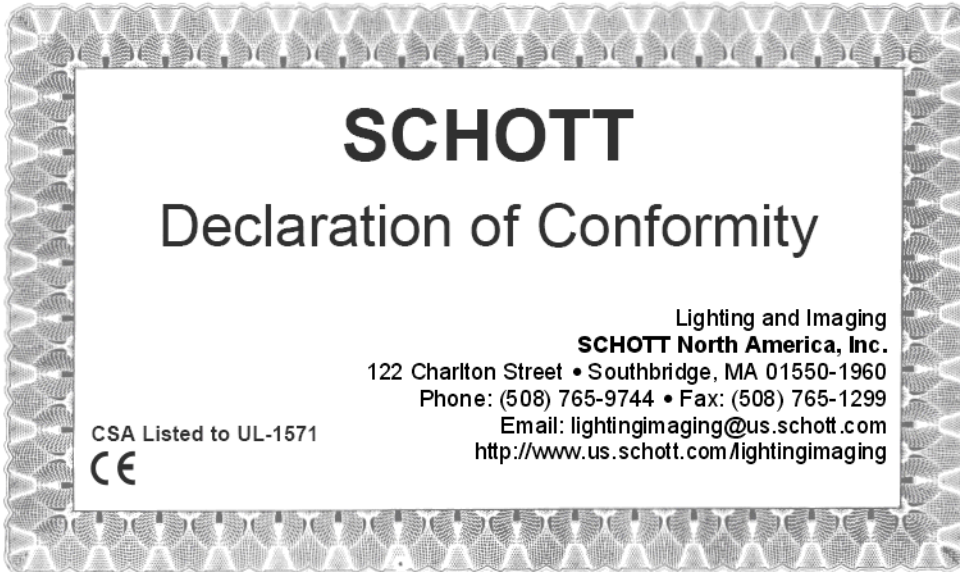 SCHOTT
Declaration of Conformity
Lighting and Imaging
SCHOTT North America, Inc.
122 Charlton Street • Southbridge, MA 01550-1960
Phone: (508) 765-9744 • Fax: (508) 765-1299
Email: lightingimaging@us.schott.com
http://www.us.schott.com/lightingimaging
CSA Listed to UL-1571
CE